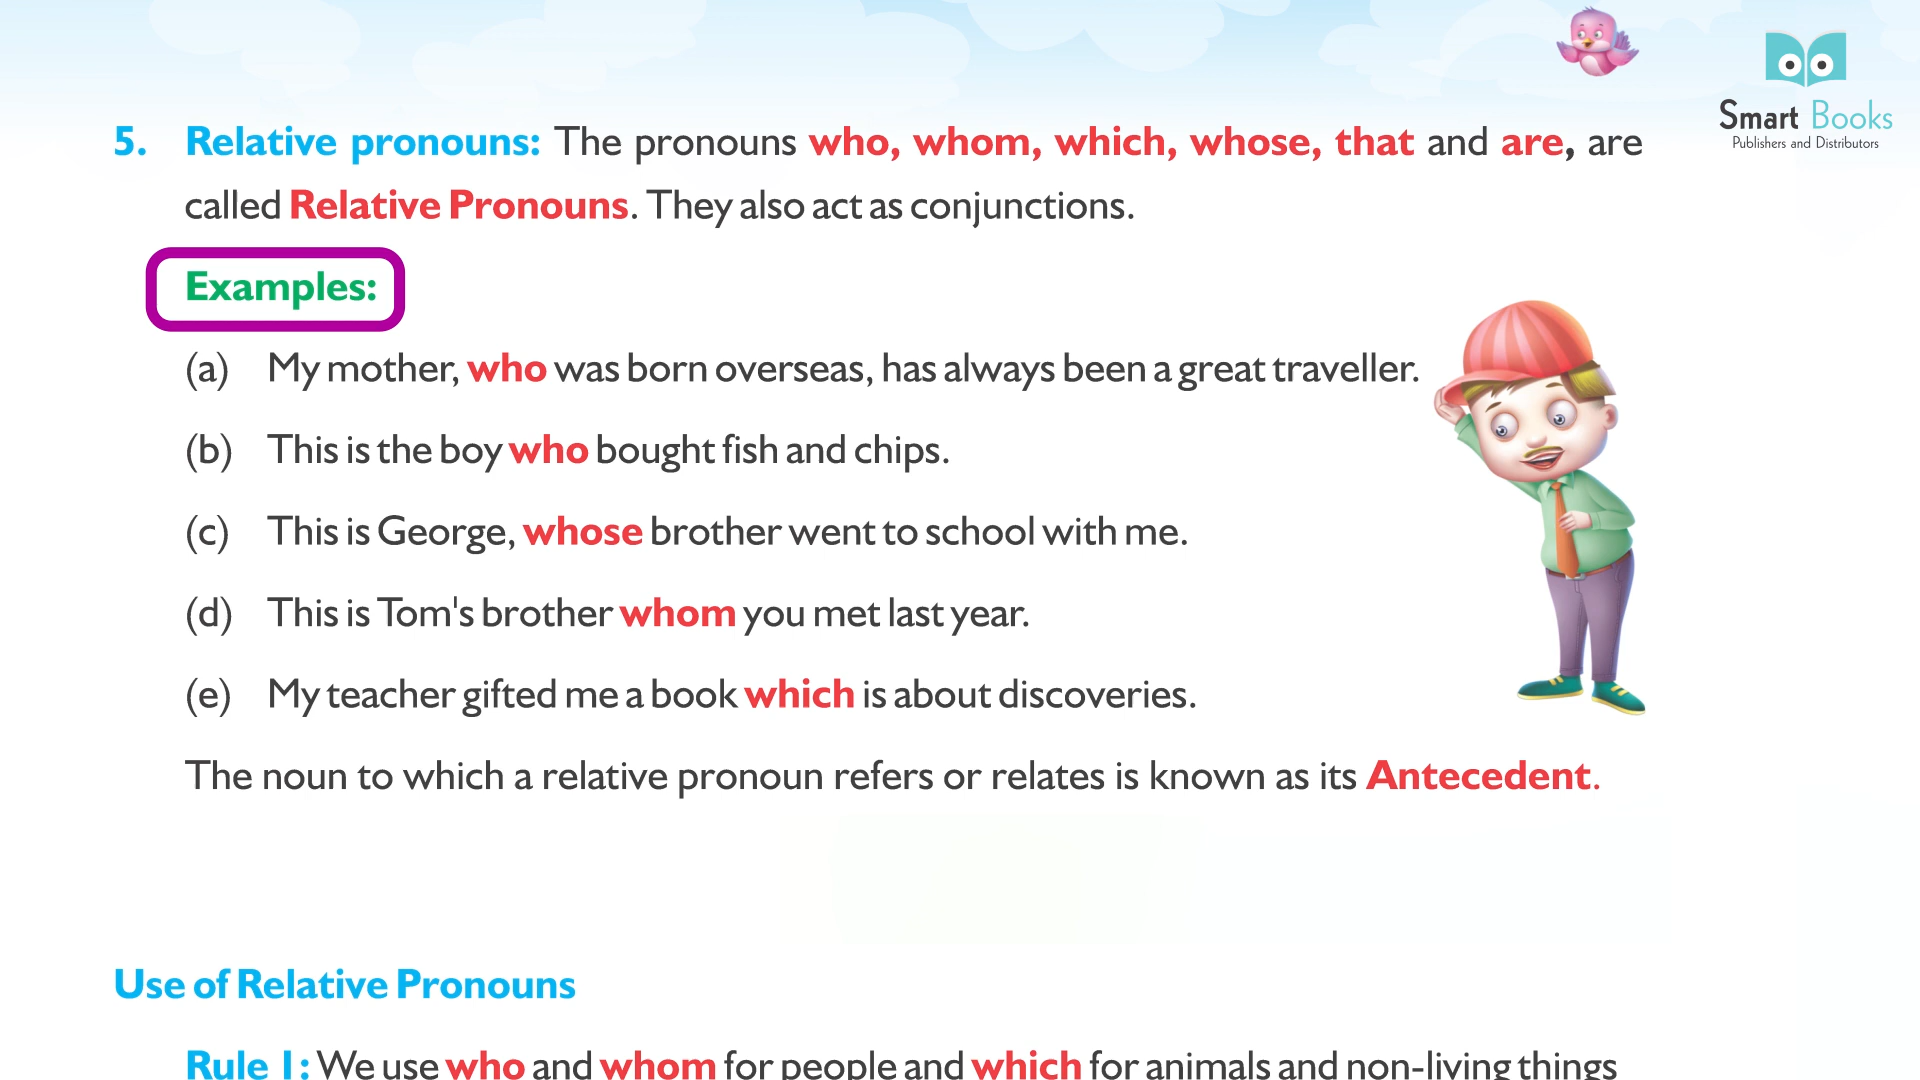 Smart Books
Publishers and Distributors
5. Relative pronouns: The pronouns who, whom, which, whose, that and are, are
called Relative Pronouns. They also act as conjunctions.
Examples:
(a) My mother, who was born overseas, has always been a great traveller.
(b) This is the boy who bought fish and chips.
(c) This is George, whose brother went to school with me.
(d) This is Tom's brother whom you met last year.
(e) My teacher gifted me a book which is about discoveries.
The noun to which a relative pronoun refers or relates is known as its Antecedent.
Use of Relative Pronouns
Rule 1: We use who and whom for people and which for animals and non-living things